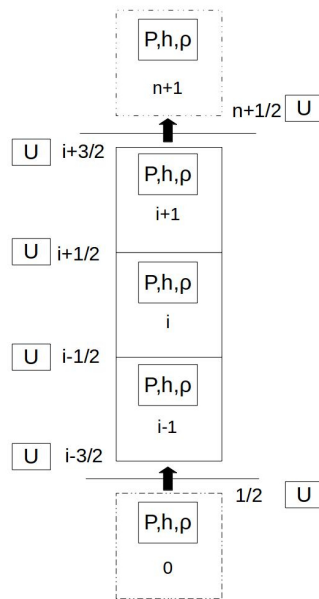 P,h,ρ
n+1
n+1/2 U
U i+3/2
P,h,ρ
i+1
U i+1/2
P,h,ρ
i
U i-1/2
P,h,ρ
i-1
U i-3/2
1/2 U
P,h,ρ
0